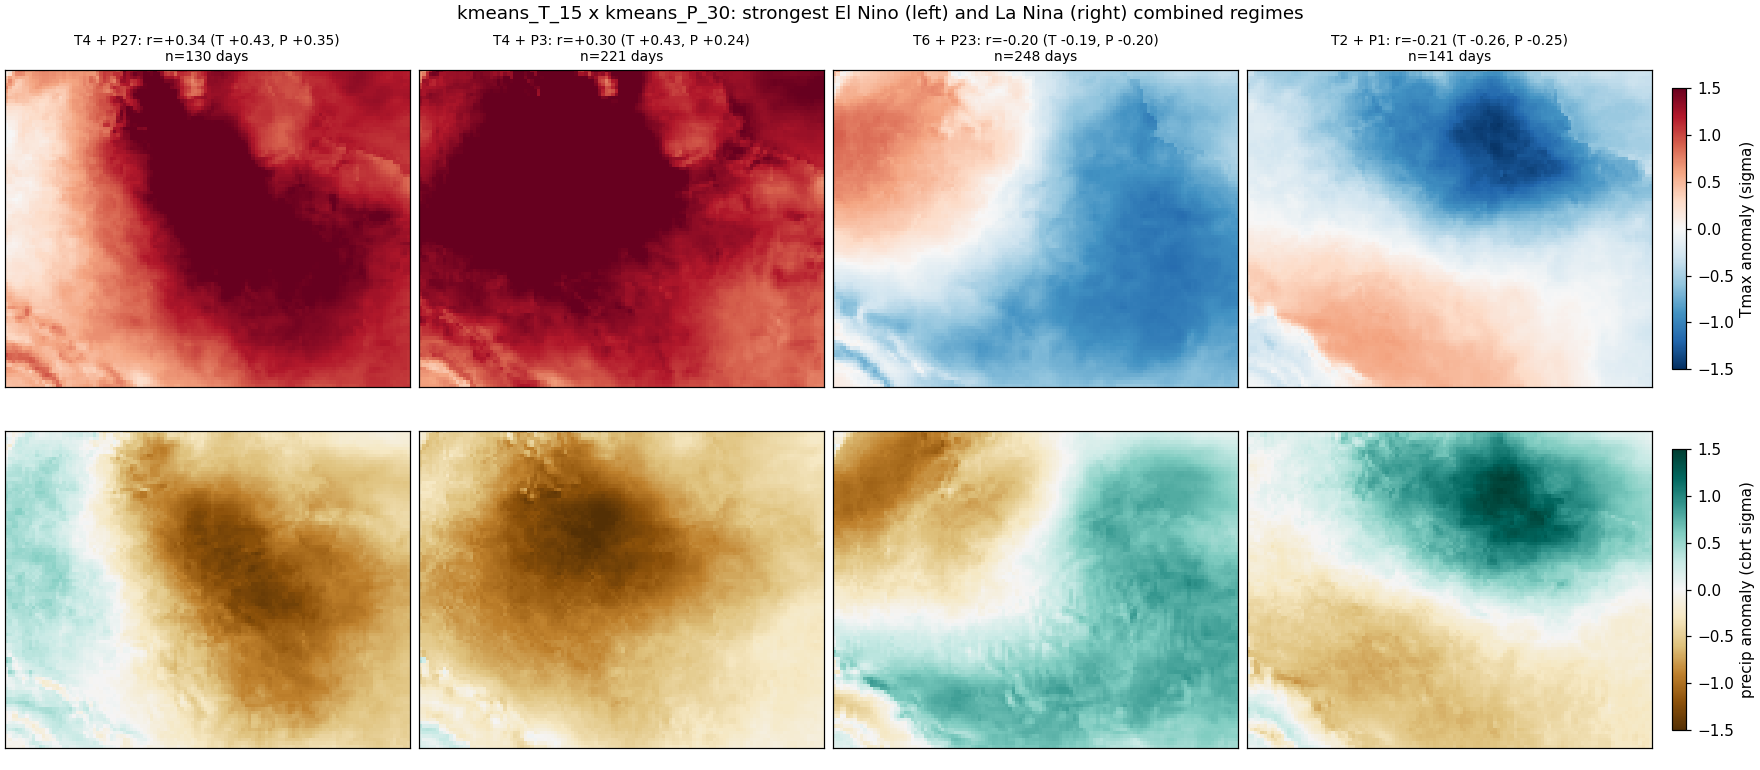 kmeans_T_15 x kmeans_P_30: strongest El Nino (left) and La Nina (right) combined regimes
T4 + P27: r=+0.34 (T +0.43, P +0.35)
n=130 days
T4 + P3: r=+0.30 (T +0.43, P +0.24)
n=221 days
T6 + P23: r=-0.20 (T -0.19, P -0.20)
n=248 days
T2 + P1: r=-0.21 (T -0.26, P -0.25)
n=141 days
1.5
1.0
0.5
0.0
−0.5
−1.0
−1.5
Tmax anomaly (sigma)
1.5
1.0
0.5
0.0
−0.5
−1.0
−1.5
precip anomaly (cbrt sigma)